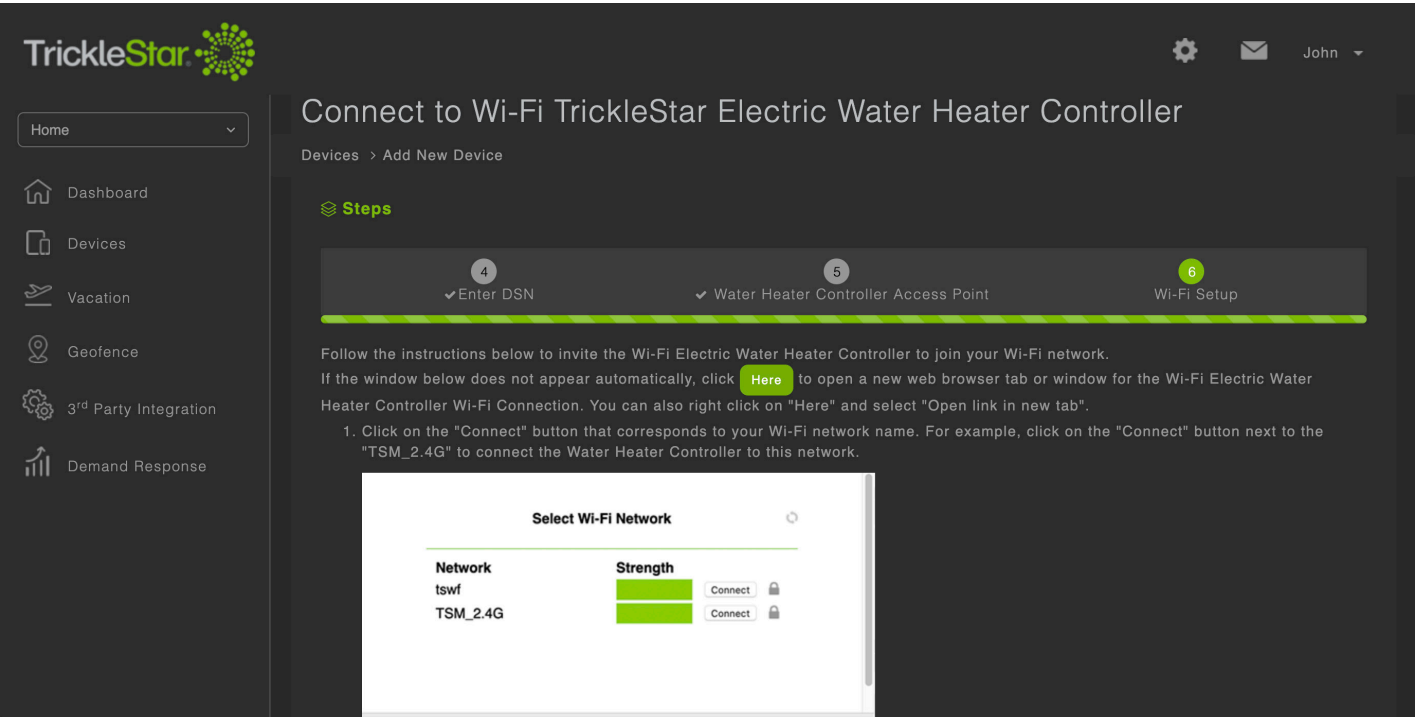 TrickleStar®
John
Home
Dashboard
Devices
Vacation
Geofence
3rd Party Integration
Demand Response
Connect to Wi-Fi TrickleStar Electric Water Heater Controller
Devices > Add New Device
Steps
4
Enter DSN
5
Water Heater Controller Access Point
6
Wi-Fi Setup
Follow the instructions below to invite the Wi-Fi Electric Water Heater Controller to join your Wi-Fi network.
If the window below does not appear automatically, click Here to open a new web browser tab or window for the Wi-Fi Electric Water
Heater Controller Wi-Fi Connection. You can also right click on "Here" and select "Open link in new tab".
1. Click on the "Connect" button that corresponds to your Wi-Fi network name. For example, click on the "Connect" button next to the
"TSM_2.4G" to connect the Water Heater Controller to this network.
Select Wi-Fi Network
Network Strength
tswf Connect
TSM_2.4G Connect